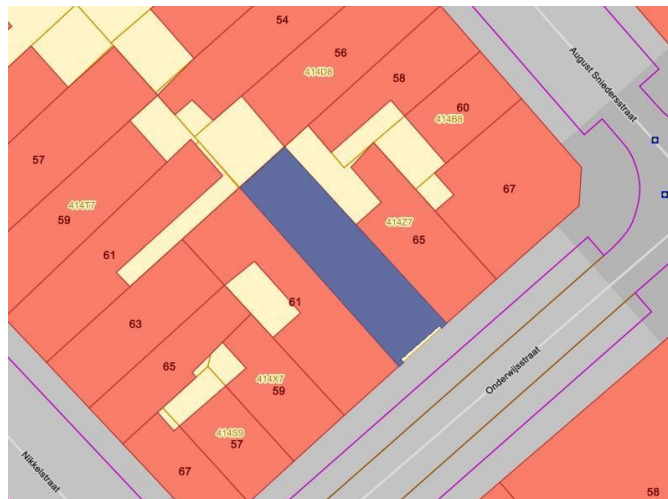 54
56
414D8
58
60
414B8
August Sniedersstraat
57
414T7
59
61
67
414Z7
65
61
63
65
414X7
59
414S9
57
67
Onderwijsstraat
Nikkelstraat
58